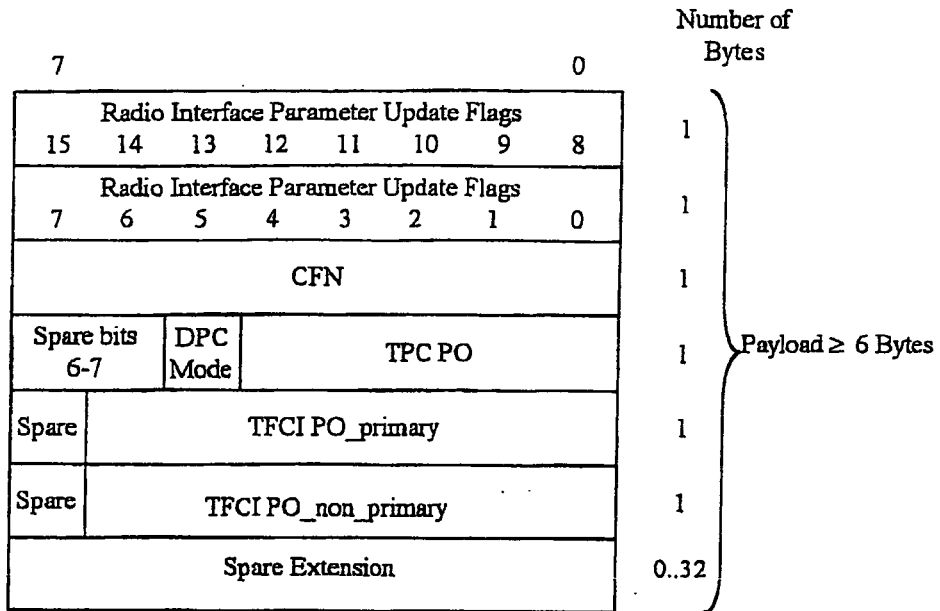 Number of
Bytes
7 0
Radio Interface Parameter Update Flags
15 14 13 12 11 10 9 8
1
Radio Interface Parameter Update Flags
7 6 5 4 3 2 1 0
1
CFN
1
Spare bits
6-7
DPC
Mode
TPC PO
1
Payload ≥ 6 Bytes
Spare
TFCI PO_primary
1
Spare
TFCI PO_non_primary
1
Spare Extension
0..32